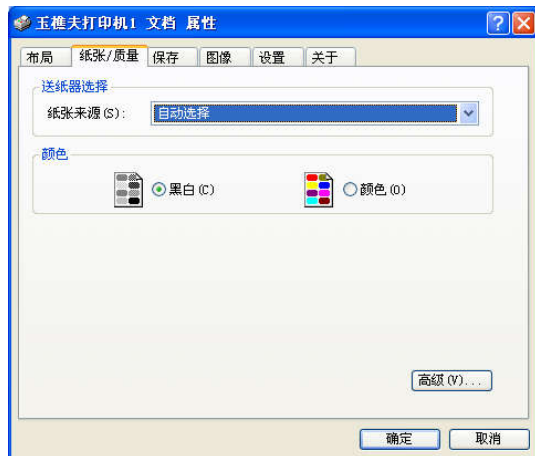 玉樵夫打印机1 文档 属性
布局 纸张/质量 保存 图像 设置 关于
送纸器选择
纸张来源(S): 自动选择
颜色
黑白(C) 颜色(O)
高级(V)...
确定 取消